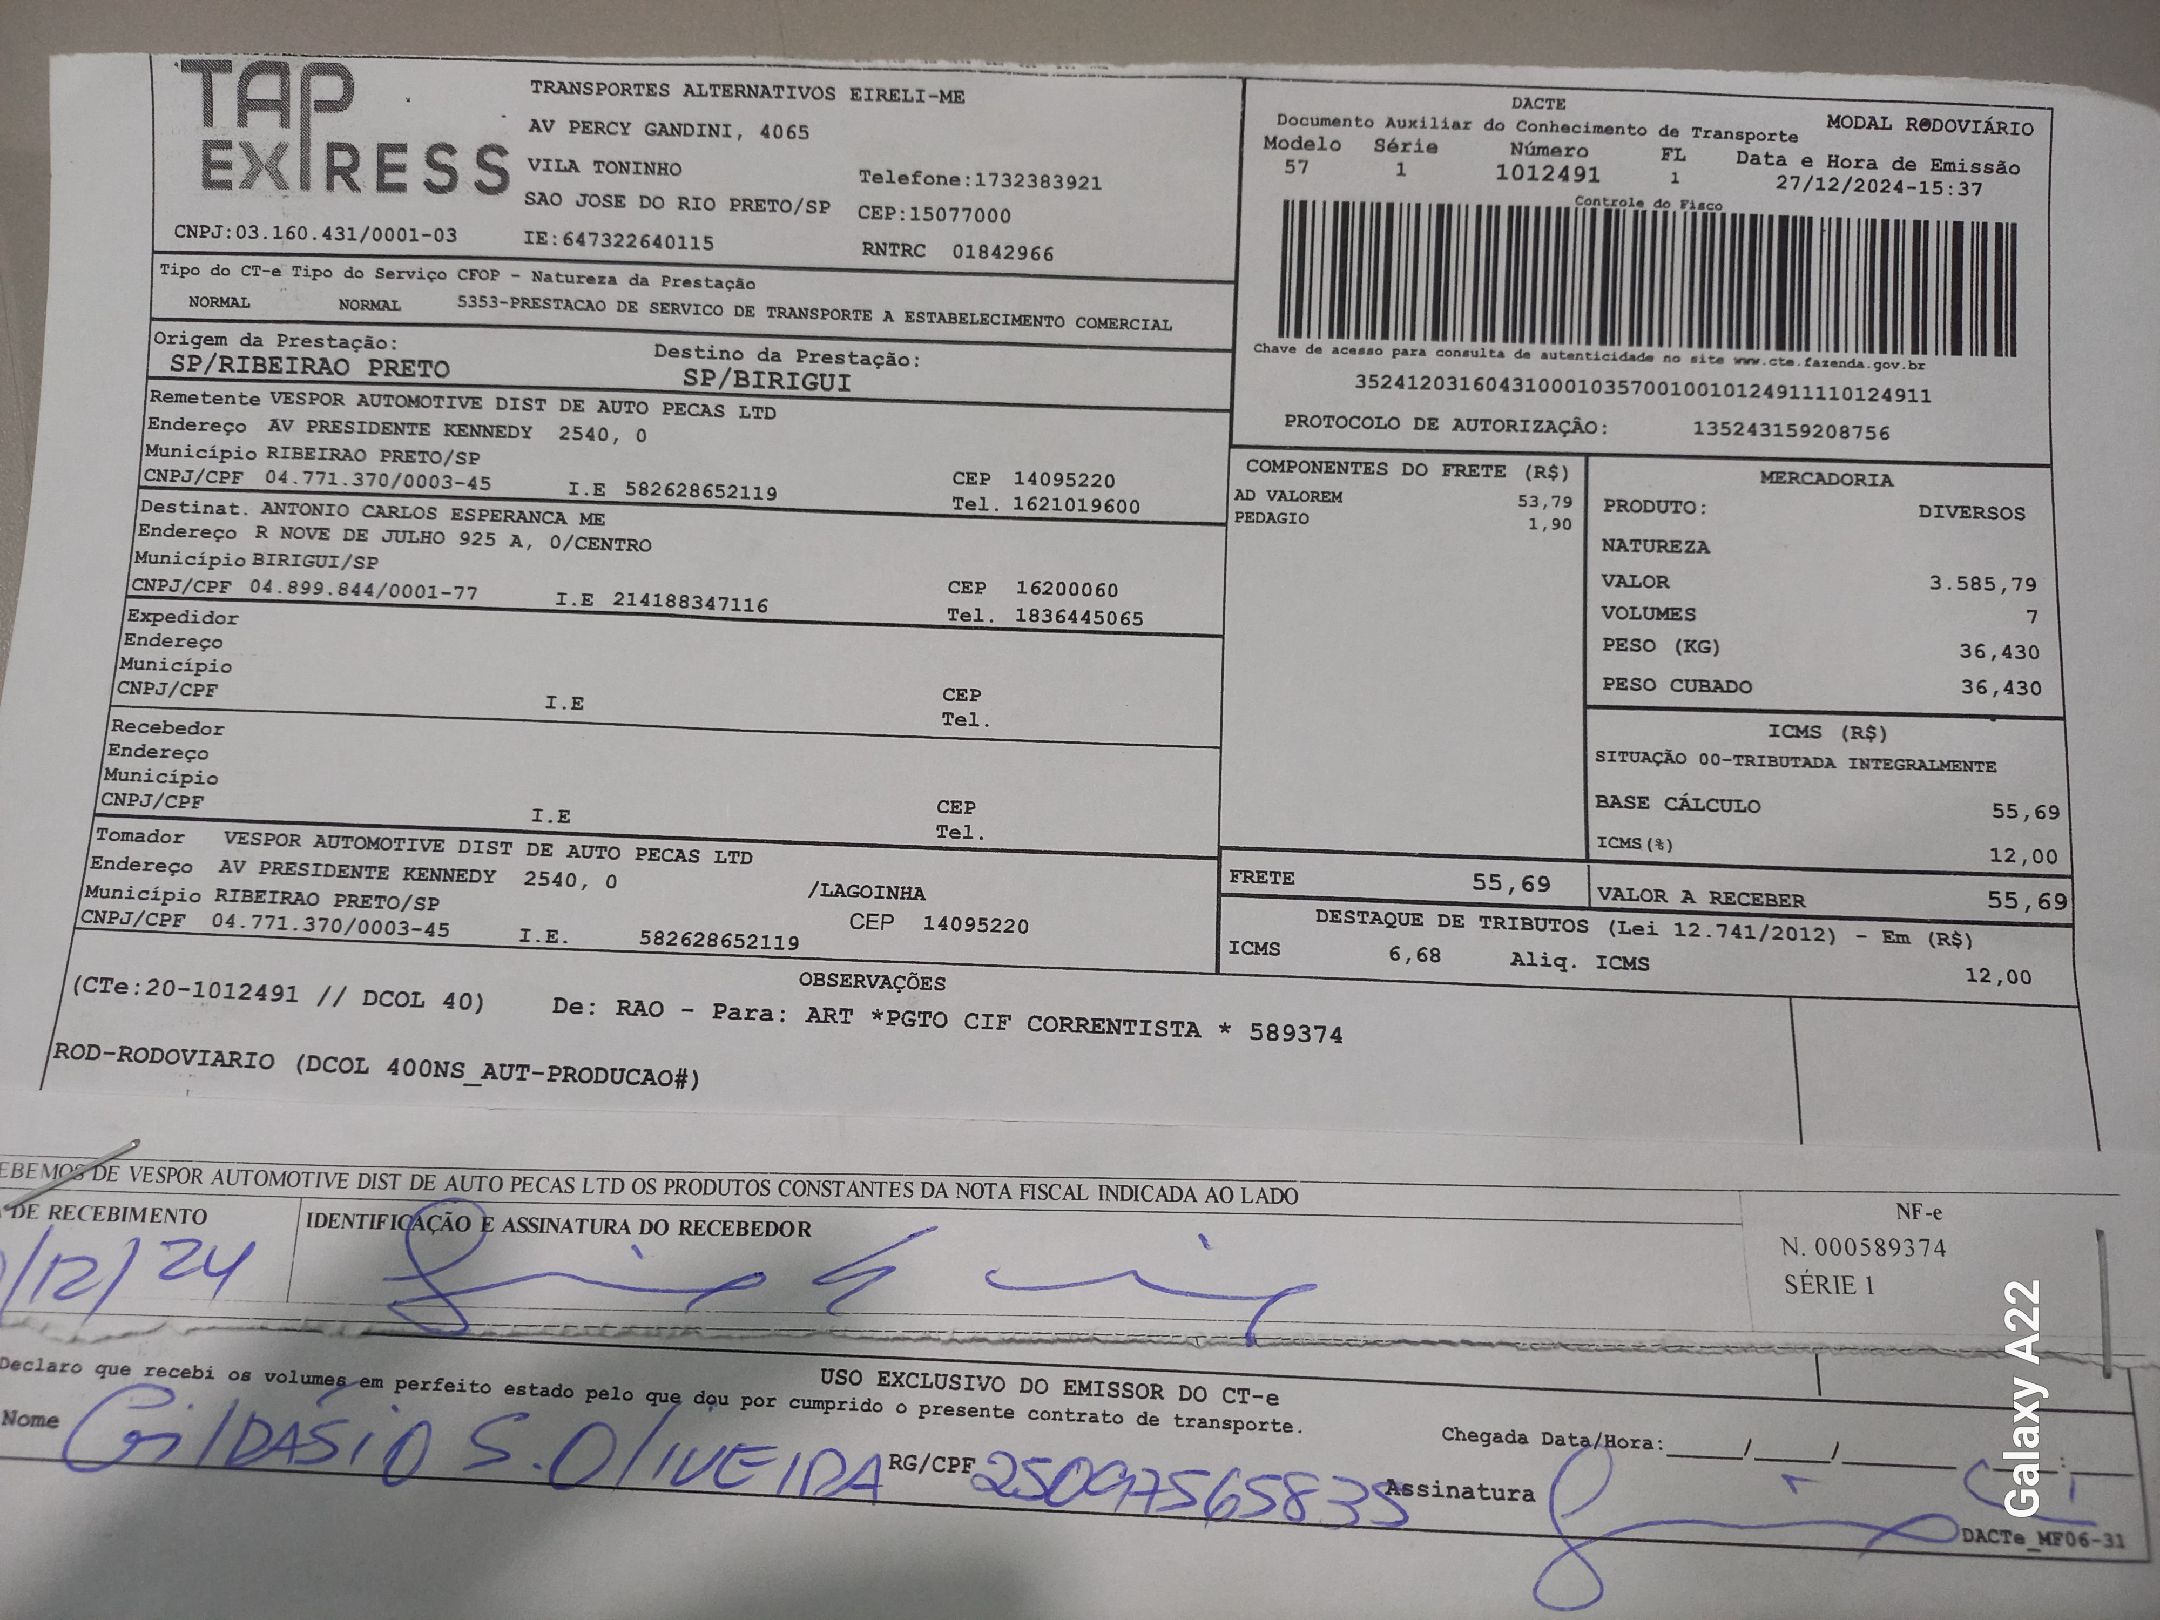 TAP EXPRESS
TRANSPORTES ALTERNATIVOS EIRELI-ME
AV PERCY GANDINI, 4065
VILA TONINHO Telefone:1732383921
SAO JOSE DO RIO PRETO/SP CEP:15077000
CNPJ:03.160.431/0001-03 IE:647322640115 RNTRC 01842966
DACTE
Documento Auxiliar do Conhecimento de Transporte MODAL RODOVIÁRIO
Modelo Série Número FL Data e Hora de Emissão
57 1 1012491 1 27/12/2024-15:37
Controle do Fisco
Chave de acesso para consulta de autenticidade no site www.cte.fazenda.gov.br
35241203160431000103570010010124911110124911
PROTOCOLO DE AUTORIZAÇÃO: 135243159208756
Tipo do CT-e Tipo do Serviço CFOP - Natureza da Prestação
NORMAL NORMAL 5353-PRESTACAO DE SERVICO DE TRANSPORTE A ESTABELECIMENTO COMERCIAL
Origem da Prestação: Destino da Prestação:
SP/RIBEIRAO PRETO SP/BIRIGUI
Remetente VESPOR AUTOMOTIVE DIST DE AUTO PECAS LTD
Endereço AV PRESIDENTE KENNEDY 2540, 0
Município RIBEIRAO PRETO/SP CEP 14095220
CNPJ/CPF 04.771.370/0003-45 I.E 582628652119 Tel. 1621019600
Destinat. ANTONIO CARLOS ESPERANCA ME
Endereço R NOVE DE JULHO 925 A, 0/CENTRO
Município BIRIGUI/SP CEP 16200060
CNPJ/CPF 04.899.844/0001-77 I.E 214188347116 Tel. 1836445065
Expedidor
Endereço
Município CEP
CNPJ/CPF I.E Tel.
Recebedor
Endereço
Município CEP
CNPJ/CPF I.E Tel.
Tomador VESPOR AUTOMOTIVE DIST DE AUTO PECAS LTD
Endereço AV PRESIDENTE KENNEDY 2540, 0 /LAGOINHA
Município RIBEIRAO PRETO/SP CEP 14095220
CNPJ/CPF 04.771.370/0003-45 I.E. 582628652119
COMPONENTES DO FRETE (R$)
AD VALOREM 53,79
PEDAGIO 1,90
MERCADORIA
PRODUTO: DIVERSOS
NATUREZA
VALOR 3.585,79
VOLUMES 7
PESO (KG) 36,430
PESO CUBADO 36,430
ICMS (R$)
SITUAÇÃO 00-TRIBUTADA INTEGRALMENTE
BASE CÁLCULO 55,69
ICMS(%) 12,00
FRETE 55,69 VALOR A RECEBER 55,69
DESTAQUE DE TRIBUTOS (Lei 12.741/2012) - Em (R$)
ICMS 6,68 Aliq. ICMS 12,00
OBSERVAÇÕES
(CTe:20-1012491 // DCOL 40) De: RAO - Para: ART *PGTO CIF CORRENTISTA * 589374
ROD-RODOVIARIO (DCOL 400NS_AUT-PRODUCAO#)
EBEMOS DE VESPOR AUTOMOTIVE DIST DE AUTO PECAS LTD OS PRODUTOS CONSTANTES DA NOTA FISCAL INDICADA AO LADO
DE RECEBIMENTO IDENTIFICAÇÃO E ASSINATURA DO RECEBEDOR
/12/24
NF-e
N. 000589374
SÉRIE 1
USO EXCLUSIVO DO EMISSOR DO CT-e
Declaro que recebi os volumes em perfeito estado pelo que dou por cumprido o presente contrato de transporte.
Chegada Data/Hora:____/____/____ ___:___
Nome Gildásio S. Oliveira RG/CPF 25097565835 Assinatura
DACTe_MF06-31
Galaxy A22